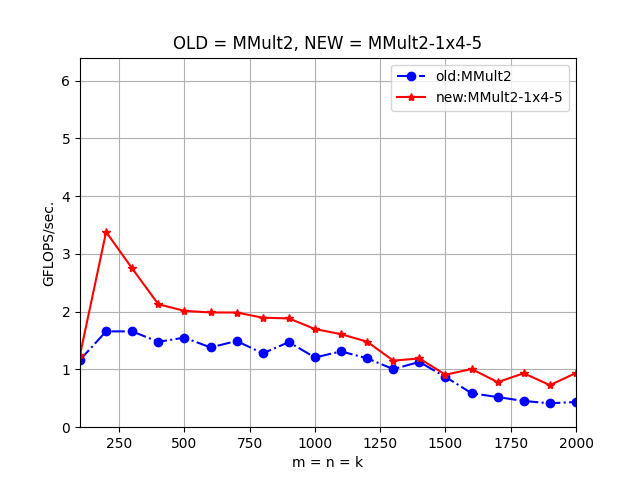 OLD = MMult2, NEW = MMult2-1x4-5
old:MMult2
new:MMult2-1x4-5
GFLOPS/sec.
6
5
4
3
2
1
0
250 500 750 1000 1250 1500 1750 2000
m = n = k